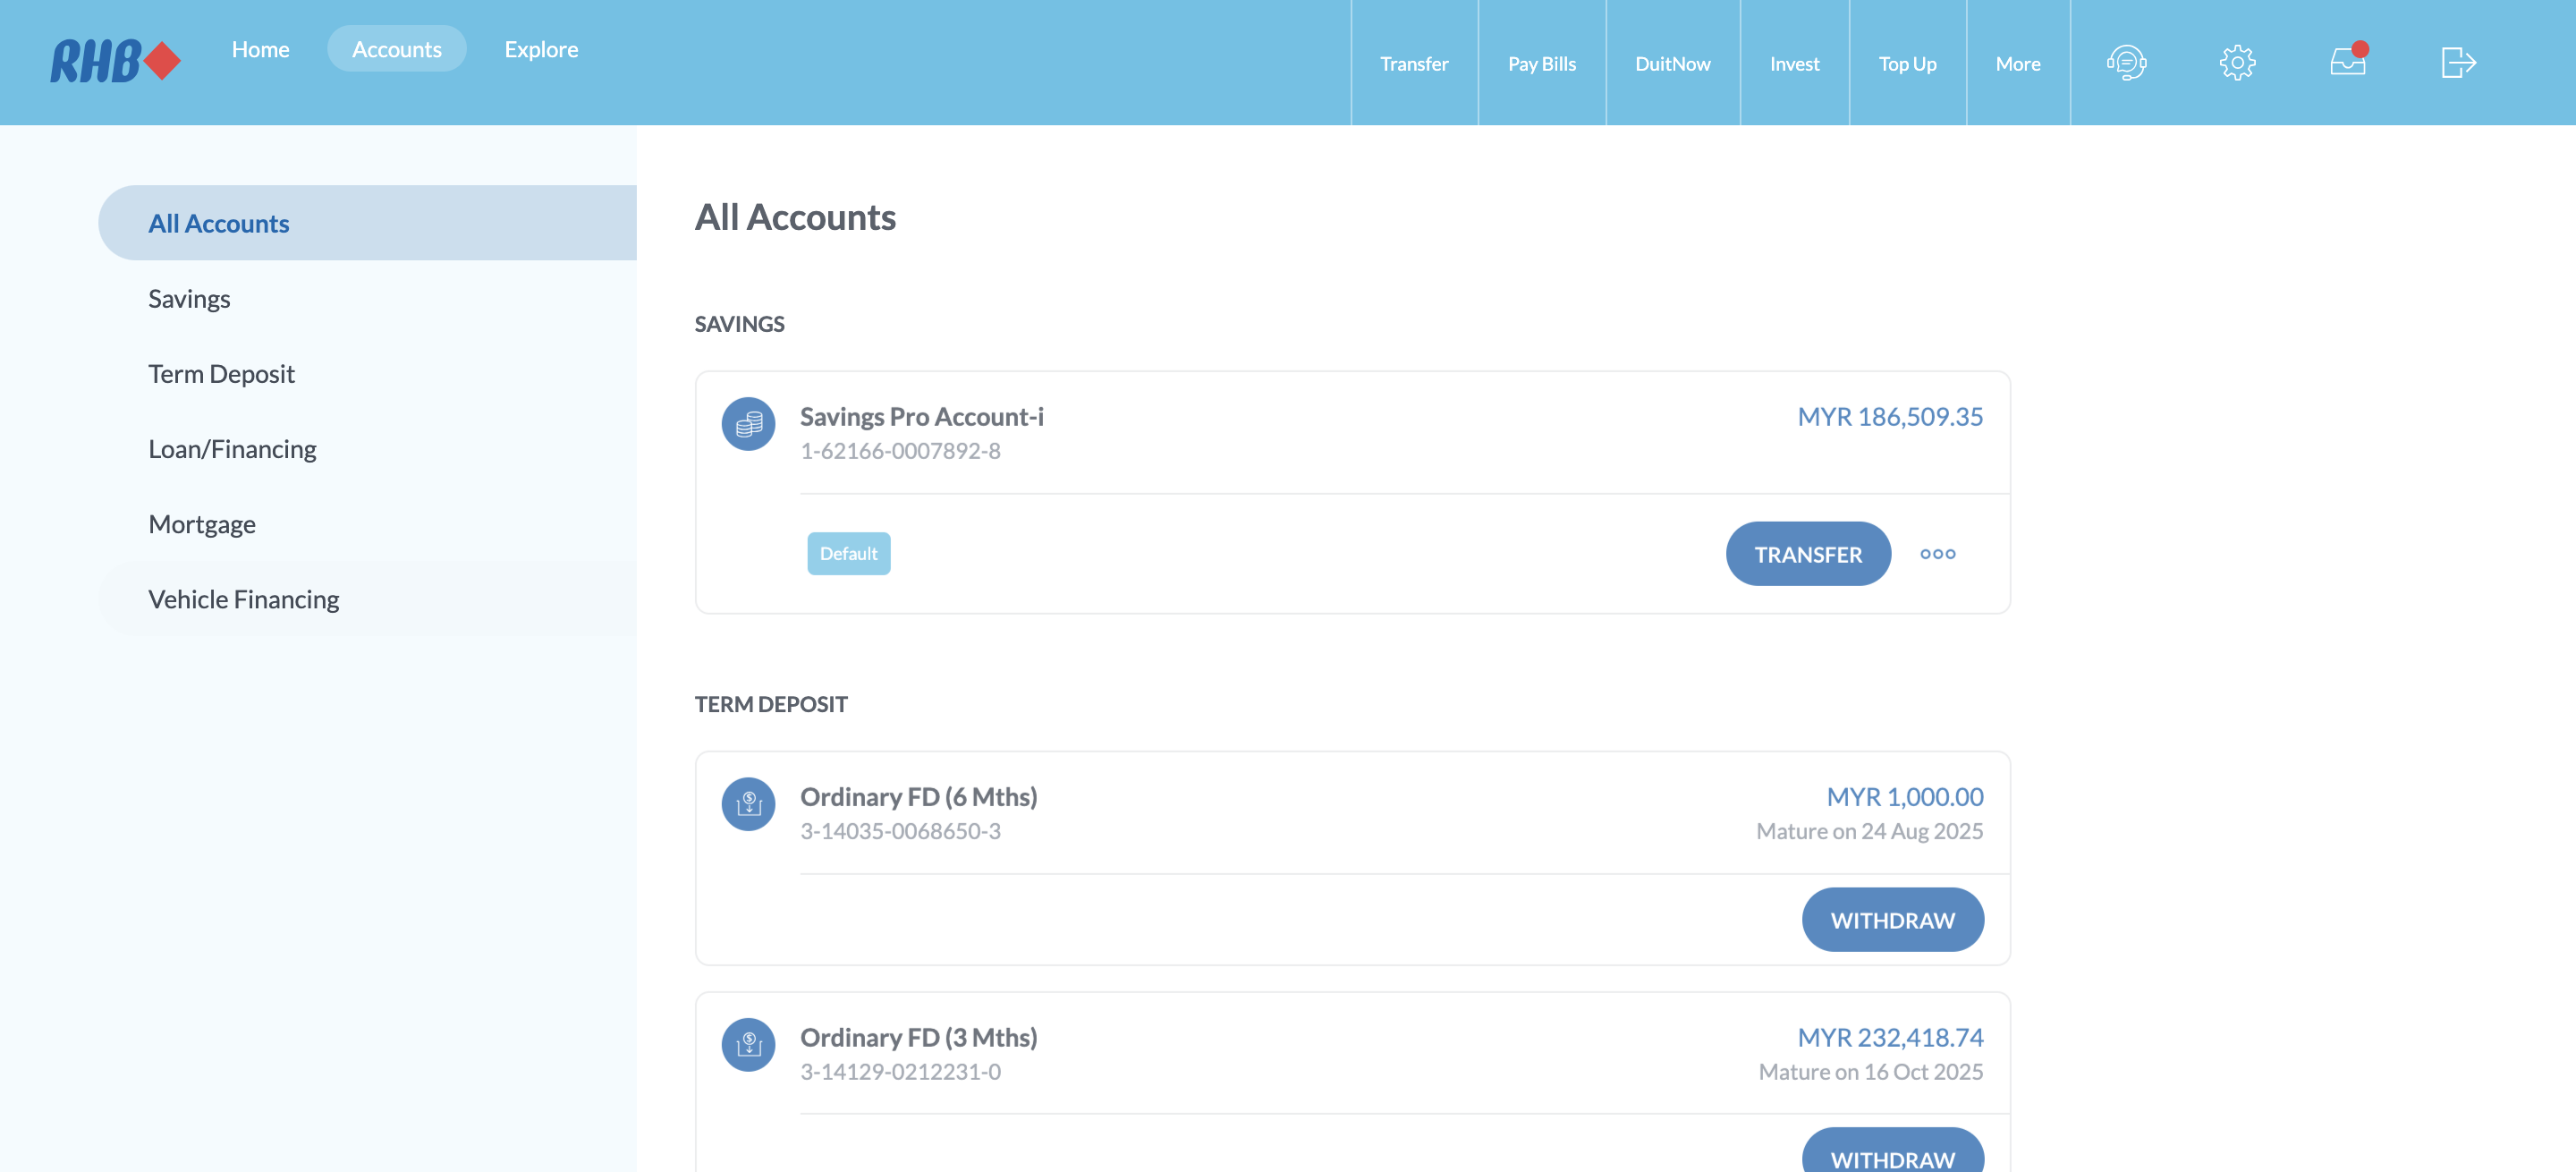 RHB
Home
Accounts
Explore
Transfer
Pay Bills
DuitNow
Invest
Top Up
More
All Accounts
Savings
Term Deposit
Loan/Financing
Mortgage
Vehicle Financing
All Accounts
SAVINGS
Savings Pro Account-i
MYR 186,509.35
1-62166-0007892-8
Default
TRANSFER
TERM DEPOSIT
Ordinary FD (6 Mths)
MYR 1,000.00
3-14035-0068650-3
Mature on 24 Aug 2025
WITHDRAW
Ordinary FD (3 Mths)
MYR 232,418.74
3-14129-0212231-0
Mature on 16 Oct 2025
WITHDRAW